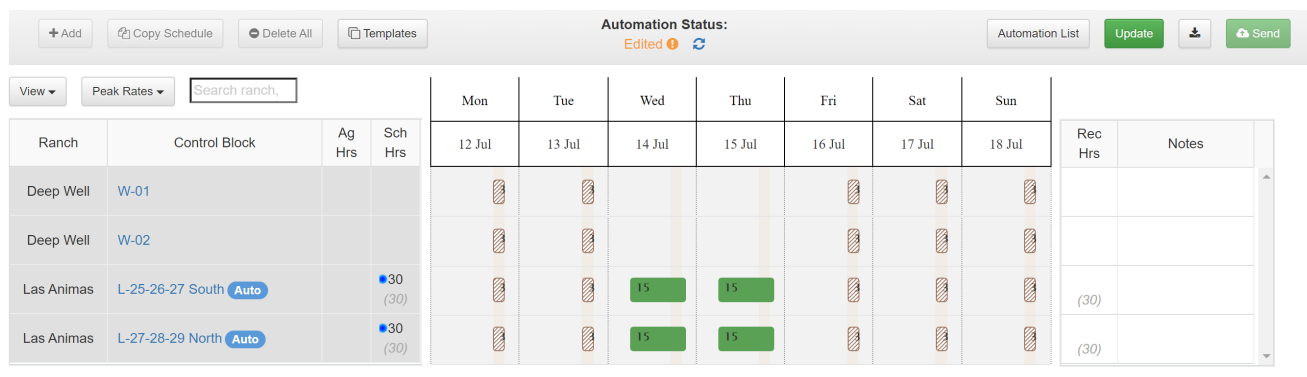 Add Copy Schedule Delete All Templates
Automation Status:
Edited
Automation List Update Send
View Peak Rates Search ranch,
Mon Tue Wed Thu Fri Sat Sun
Ranch Control Block Ag Hrs Sch Hrs 12 Jul 13 Jul 14 Jul 15 Jul 16 Jul 17 Jul 18 Jul Rec Hrs Notes
Deep Well W-01
Deep Well W-02
Las Animas L-25-26-27 South Auto 30 (30) 15 15 (30)
Las Animas L-27-28-29 North Auto 30 (30) 15 15 (30)